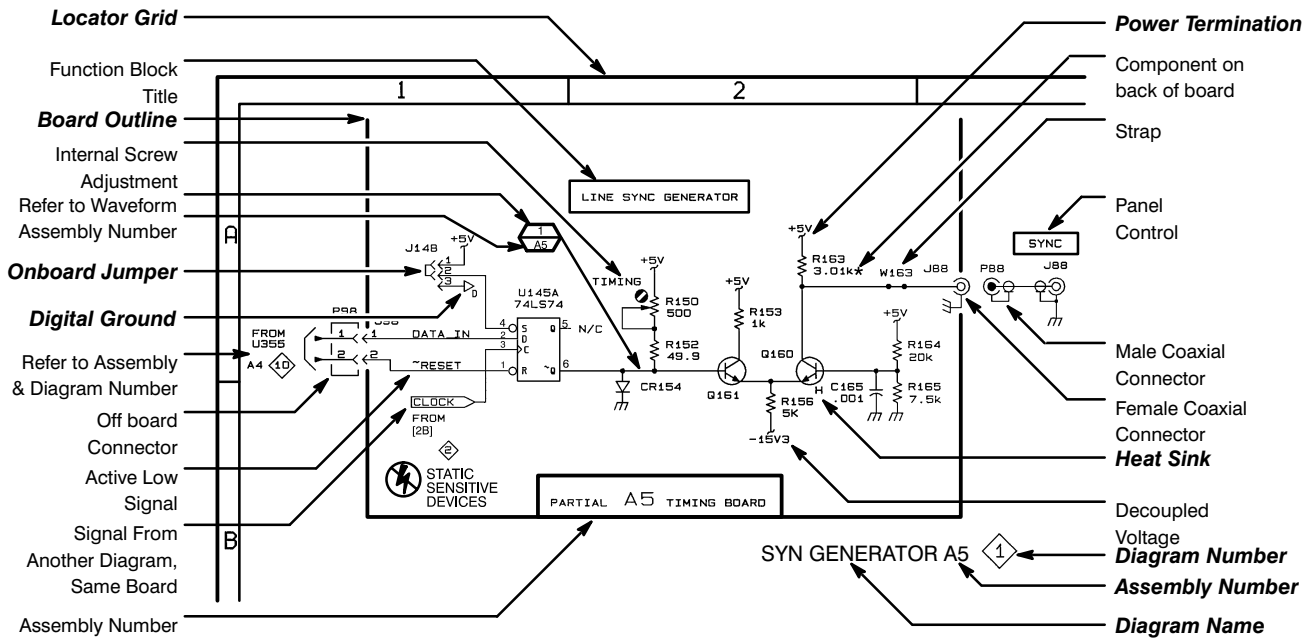 Locator Grid
Function Block
Title
Board Outline
Internal Screw
Adjustment
Refer to Waveform
Assembly Number
Onboard Jumper
Digital Ground
Refer to Assembly
& Diagram Number
Off board
Connector
Active Low
Signal
Signal From
Another Diagram,
Same Board
Assembly Number
1
2
A
B
LINE SYNC GENERATOR
1
A5
+5V
J148
1
2
3
D
TIMING
+5V
R150
500
R152
49.9
U145A
74LS74
4
2
3
1
S
D
C
R
Q
~Q
5
6
N/C
P98
1
2
1
2
FROM
U355
A4 10
DATA_IN
~RESET
CLOCK
FROM
[2B]
2
STATIC
SENSITIVE
DEVICES
CR154
R153
1k
Q161
Q160
R156
5K
-15V3
+5V
R163
3.01k*
W163
J88
+5V
R164
20k
R165
7.5k
C165
.001
H
SYNC
P88
J88
PARTIAL A5 TIMING BOARD
SYN GENERATOR A5 1
Power Termination
Component on
back of board
Strap
Panel
Control
Male Coaxial
Connector
Female Coaxial
Connector
Heat Sink
Decoupled
Voltage
Diagram Number
Assembly Number
Diagram Name